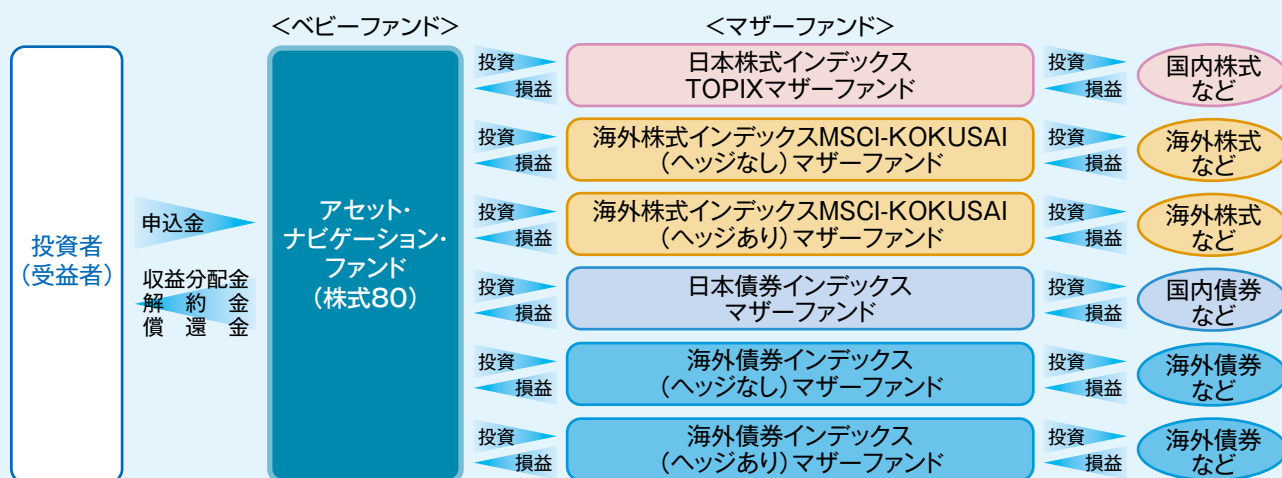 ＜ベビーファンド＞
＜マザーファンド＞
投資者
（受益者）
申込金
収益分配金
解約金
償還金
アセット・
ナビゲーション・
ファンド
（株式80）
投資
損益
日本株式インデックス
TOPIXマザーファンド
投資
損益
国内株式
など
投資
損益
海外株式インデックスMSCI-KOKUSAI
（ヘッジなし）マザーファンド
投資
損益
海外株式
など
投資
損益
海外株式インデックスMSCI-KOKUSAI
（ヘッジあり）マザーファンド
投資
損益
海外株式
など
投資
損益
日本債券インデックス
マザーファンド
投資
損益
国内債券
など
投資
損益
海外債券インデックス
（ヘッジなし）マザーファンド
投資
損益
海外債券
など
投資
損益
海外債券インデックス
（ヘッジあり）マザーファンド
投資
損益
海外債券
など